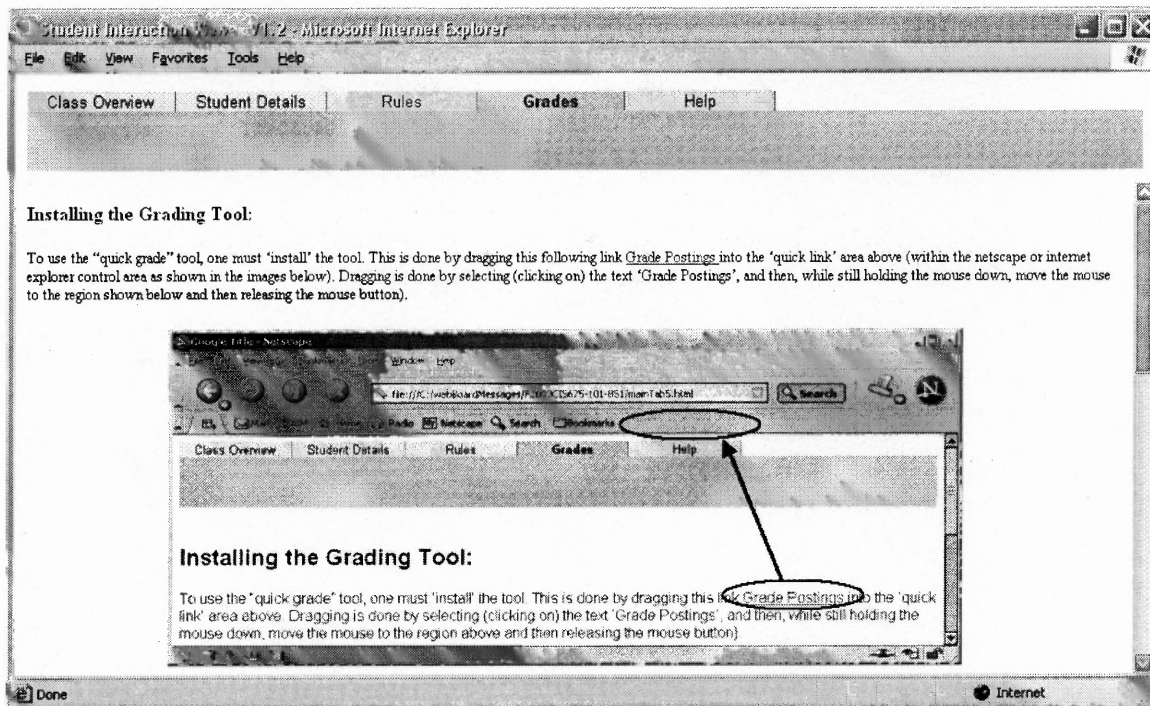 Student Interaction V1.2 - Microsoft Internet Explorer
File Edit View Favorites Tools Help
Class Overview Student Details Rules Grades Help
Installing the Grading Tool:
To use the “quick grade” tool, one must ‘install’ the tool. This is done by dragging this following link Grade Postings into the ‘quick link’ area above (within the netscape or internet
explorer control area as shown in the images below). Dragging is done by selecting (clicking on) the text ‘Grade Postings’, and then, while still holding the mouse down, move the mouse
to the region shown below and then releasing the mouse button).
- Netscape
Window Help
Search N
Radio Netscape Search Bookmarks
Class Overview Student Details Rules Grades Help
Installing the Grading Tool:
To use the "quick grade" tool, one must 'install' the tool. This is done by dragging this link Grade Postings into the 'quick
link' area above. Dragging is done by selecting (clicking on) the text 'Grade Postings', and then, while still holding the
mouse down, move the mouse to the region above and then releasing the mouse button).
Done Internet